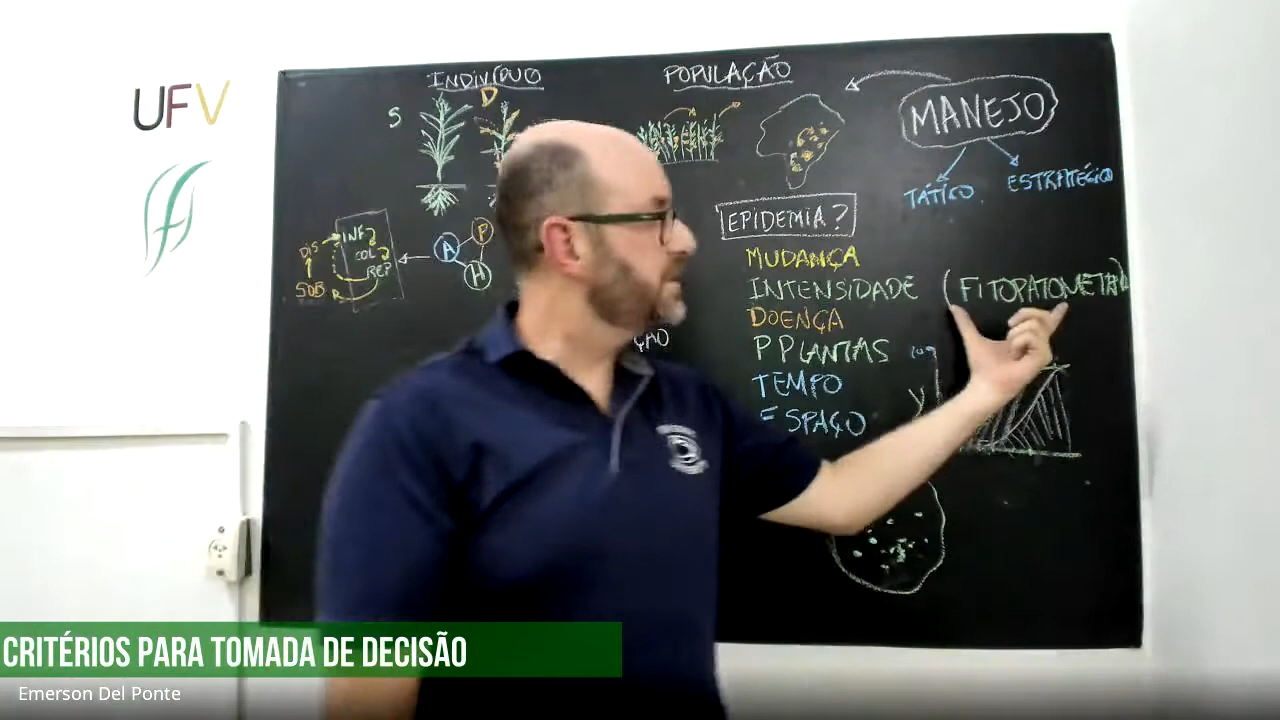 UFV
INDIVÍDUO
POPULAÇÃO
MANEJO
S
D
TÁTICO
ESTRATÉGICO
EPIDEMIA?
MUDANÇA
INTENSIDADE (FITOPATOMETRIA)
DOENÇA
P PLANTAS
TEMPO
ESPAÇO
INF
COL
REP
DIS
SOB
R
A
P
H
ÇÃO
Y
CRITÉRIOS PARA TOMADA DE DECISÃO
Emerson Del Ponte